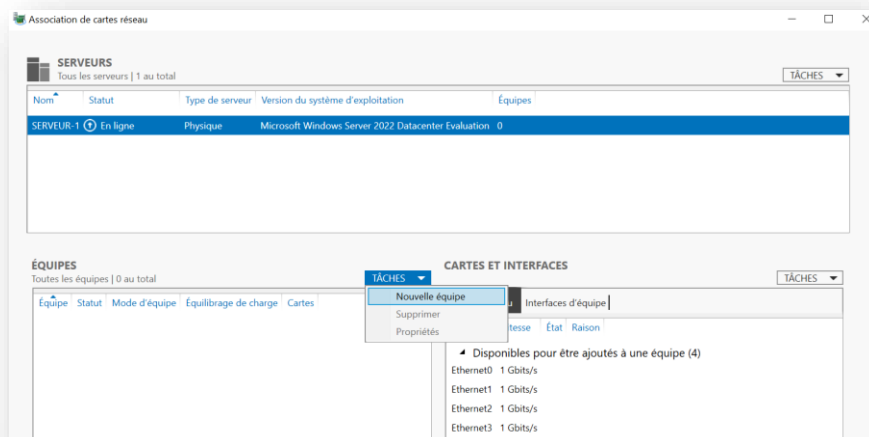 Association de cartes réseau
SERVEURS
Tous les serveurs | 1 au total
TÂCHES
Nom Statut Type de serveur Version du système d'exploitation Équipes
SERVEUR-1 En ligne Physique Microsoft Windows Server 2022 Datacenter Evaluation 0
ÉQUIPES
Toutes les équipes | 0 au total
TÂCHES
Équipe Statut Mode d'équipe Équilibrage de charge Cartes
Nouvelle équipe
Supprimer
Propriétés
CARTES ET INTERFACES
TÂCHES
Interfaces d'équipe
État Raison
Disponibles pour être ajoutés à une équipe (4)
Ethernet0 1 Gbits/s
Ethernet1 1 Gbits/s
Ethernet2 1 Gbits/s
Ethernet3 1 Gbits/s